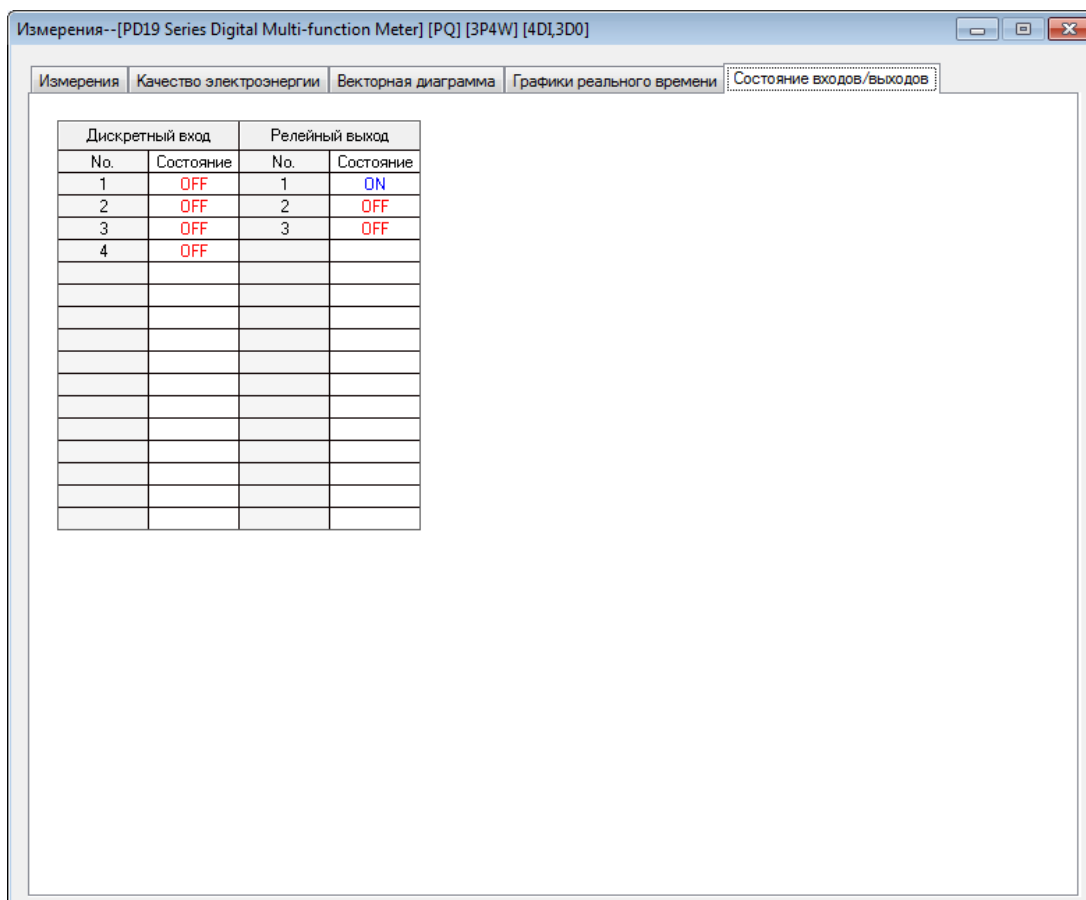 Измерения--[PD19 Series Digital Multi-function Meter] [PQ] [3P4W] [4DI,3D0]
Измерения Качество электроэнергии Векторная диаграмма Графики реального времени Состояние входов/выходов
Дискретный вход Релейный выход
No. Состояние No. Состояние
1 OFF 1 ON
2 OFF 2 OFF
3 OFF 3 OFF
4 OFF